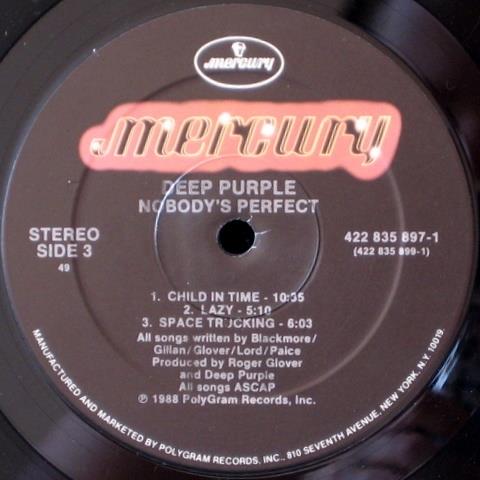 mercury
mercury
DEEP PURPLE
NOBODY'S PERFECT
STEREO
SIDE 3
49
422 835 897-1
(422 835 899-1)
1. CHILD IN TIME - 10:35
2. LAZY - 5:10
3. SPACE TRUCKING - 6:03
All songs written by Blackmore/
Gillan/Glover/Lord/Paice
Produced by Roger Glover
and Deep Purple
All songs ASCAP
℗ 1988 PolyGram Records, Inc.
MANUFACTURED AND MARKETED BY POLYGRAM RECORDS, INC., 810 SEVENTH AVENUE, NEW YORK, N.Y. 10019.